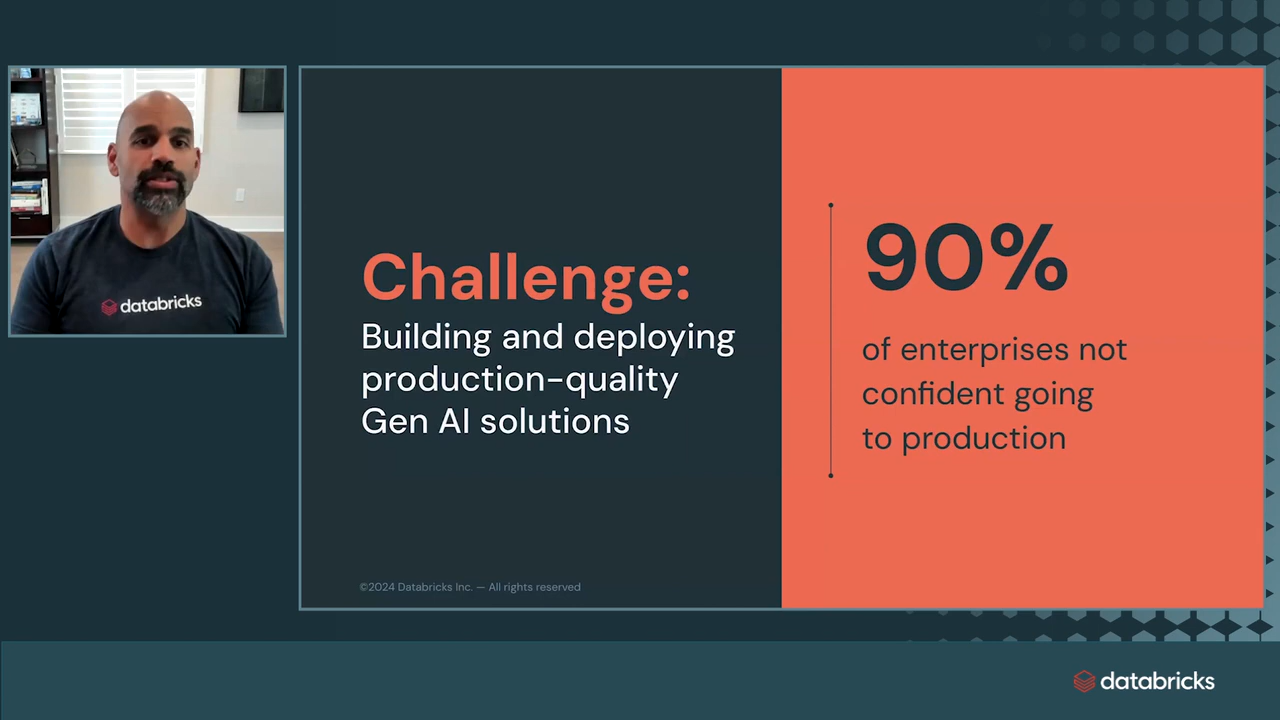 databricks
Challenge:
Building and deploying
production-quality
Gen AI solutions
90%
of enterprises not
confident going
to production
©2024 Databricks Inc. — All rights reserved
databricks